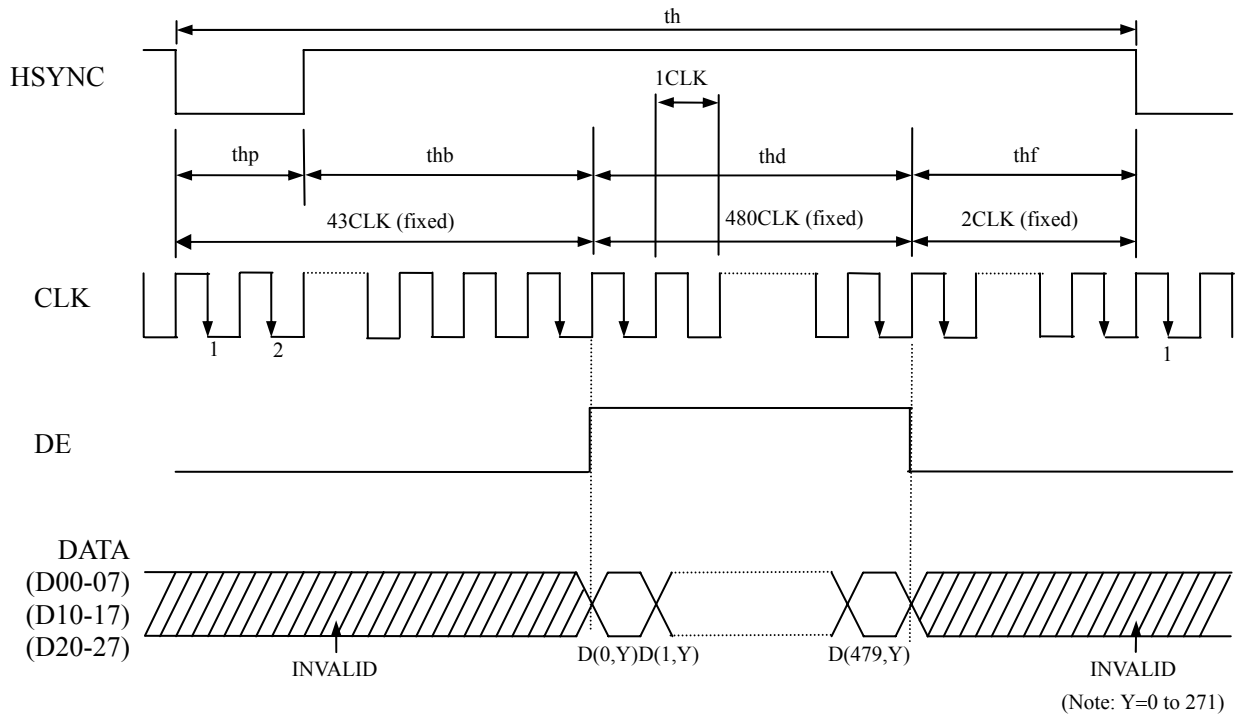 th
HSYNC
1CLK
thp thb thd thf
43CLK (fixed) 480CLK (fixed) 2CLK (fixed)
CLK
1 2 1
DE
DATA
(D00-07)
(D10-17)
(D20-27)
INVALID D(0,Y)D(1,Y) D(479,Y) INVALID
(Note: Y=0 to 271)